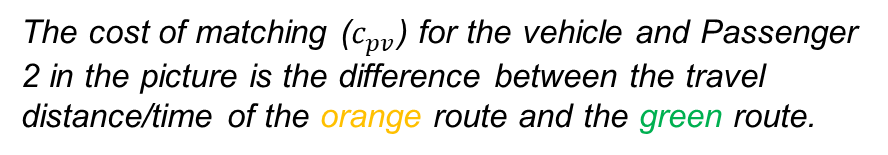 The cost of matching (c_pv) for the vehicle and Passenger
2 in the picture is the difference between the travel
distance/time of the orange route and the green route.